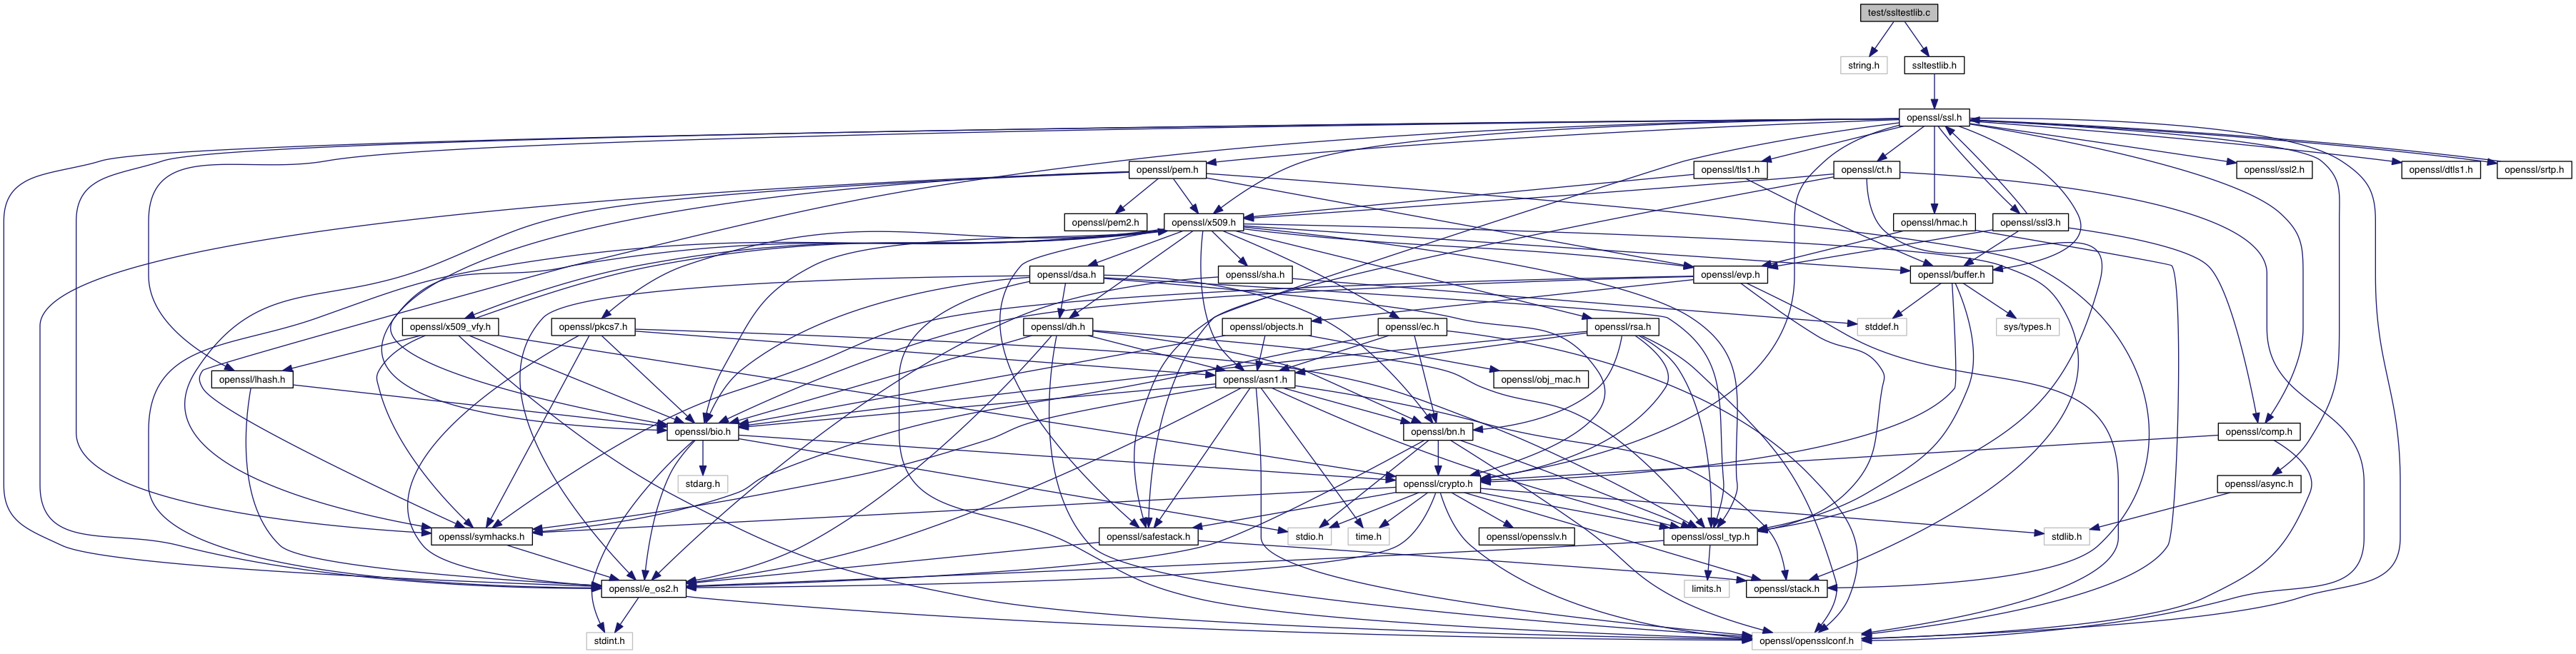 test/ssltestlib.c
string.h
ssltestlib.h
openssl/ssl.h
openssl/pem.h
openssl/tls1.h
openssl/ct.h
openssl/ssl2.h
openssl/dtls1.h
openssl/srtp.h
openssl/pem2.h
openssl/x509.h
openssl/hmac.h
openssl/ssl3.h
openssl/dsa.h
openssl/sha.h
openssl/evp.h
openssl/buffer.h
openssl/x509_vfy.h
openssl/pkcs7.h
openssl/dh.h
openssl/objects.h
openssl/ec.h
openssl/rsa.h
stddef.h
sys/types.h
openssl/lhash.h
openssl/asn1.h
openssl/obj_mac.h
openssl/bio.h
openssl/bn.h
openssl/comp.h
stdarg.h
openssl/crypto.h
openssl/async.h
openssl/symhacks.h
openssl/safestack.h
stdio.h
time.h
openssl/opensslv.h
openssl/ossl_typ.h
stdlib.h
openssl/e_os2.h
limits.h
openssl/stack.h
stdint.h
openssl/opensslconf.h